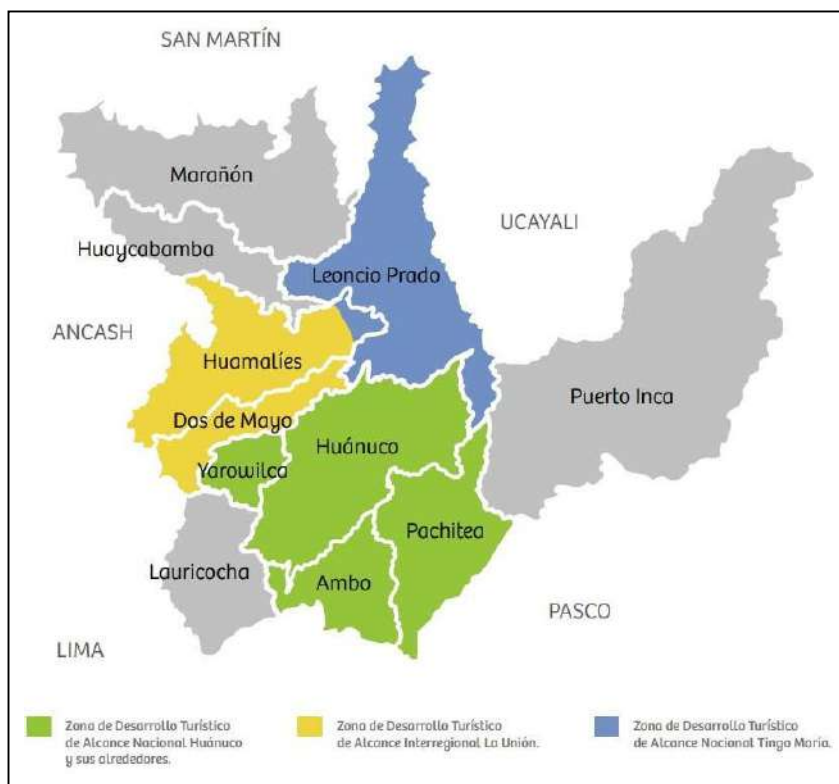 SAN MARTÍN
Marañón
UCAYALI
Huaycabamba
Leoncio Prado
ANCASH
Huamalíes
Puerto Inca
Dos de Mayo
Huánuco
Yarowilca
Pachitea
Lauricocha
Ambo
PASCO
LIMA
Zona de Desarrollo Turístico
de Alcance Nacional Huánuco
y sus alrededores.
Zona de Desarrollo Turístico
de Alcance Interregional La Unión.
Zona de Desarrollo Turístico
de Alcance Nacional Tingo María.